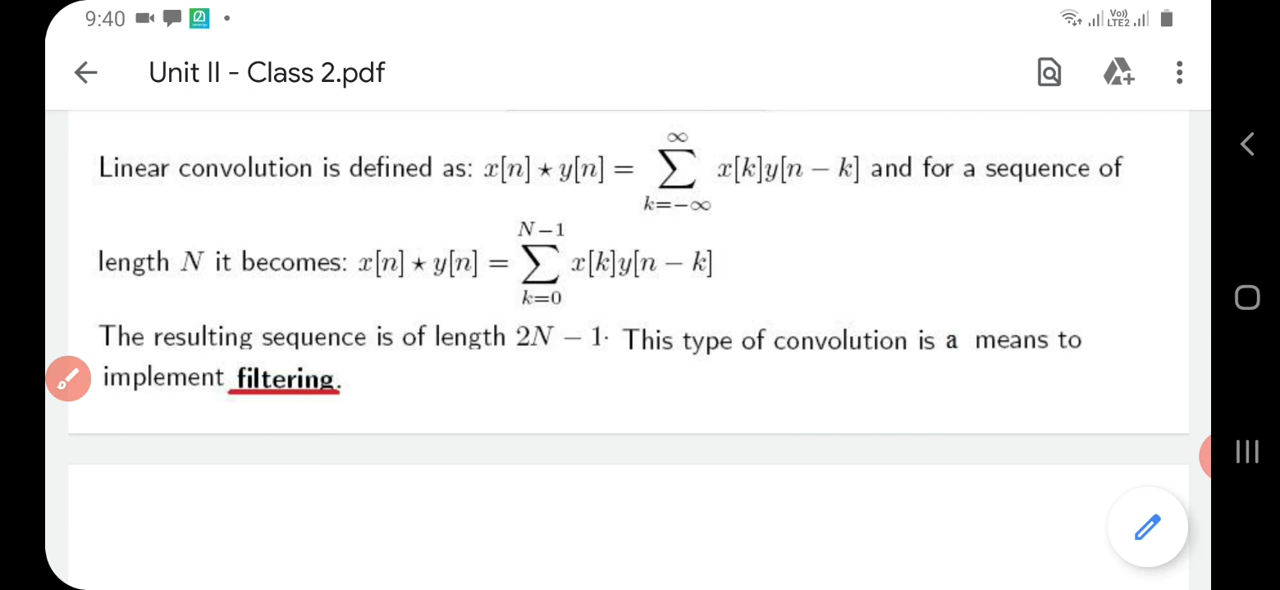 9:40
Vo))
LTE2
Unit II - Class 2.pdf
Linear convolution is defined as: x[n] ⋆ y[n] = ∞ ∑ k=−∞ x[k]y[n − k] and for a sequence of
length N it becomes: x[n] ⋆ y[n] = N−1 ∑ k=0 x[k]y[n − k]
The resulting sequence is of length 2N − 1· This type of convolution is a means to
implement filtering.